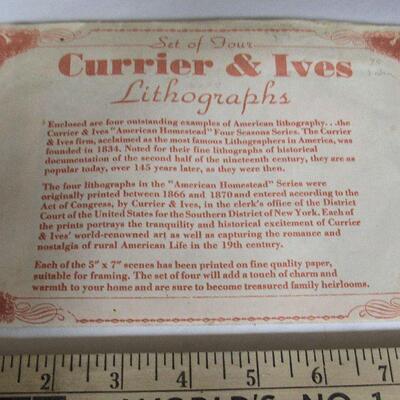 Set of Four
Currier & Ives
Lithographs
Enclosed are four outstanding examples of American lithography. . .the
Currier & Ives "American Homestead" Four Seasons Series. The Currier
& Ives firm, acclaimed as the most famous Lithographers in America, was
founded in 1834. Noted for their fine lithographs of historical
documentation of the second half of the nineteenth century, they are as
popular today, over 145 years later, as they were then.
The four lithographs in the "American Homestead" Series were
originally printed between 1866 and 1870 and entered according to the
Act of Congress, by Currier & Ives, in the clerk's office of the District
Court of the United States for the Southern District of New York. Each of
the prints portrays the tranquility and historical excitement of Currier
& Ives' world-renowned art as well as capturing the romance and
nostalgia of rural American Life in the 19th century.
Each of the 5" x 7" scenes has been printed on fine quality paper,
suitable for framing. The set of four will add a touch of charm and
warmth to your home and are sure to become treasured family heirlooms.
2 3 4 5 6 7
WORLD'S NO 1